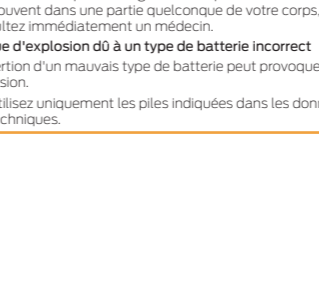 ouvent dans une partie quelconque de votre corps,
ultez immédiatement un médecin.
ue d'explosion dû à un type de batterie incorrect
ertion d'un mauvais type de batterie peut provoque
sion.
tilisez uniquement les piles indiquées dans les donn
chniques.